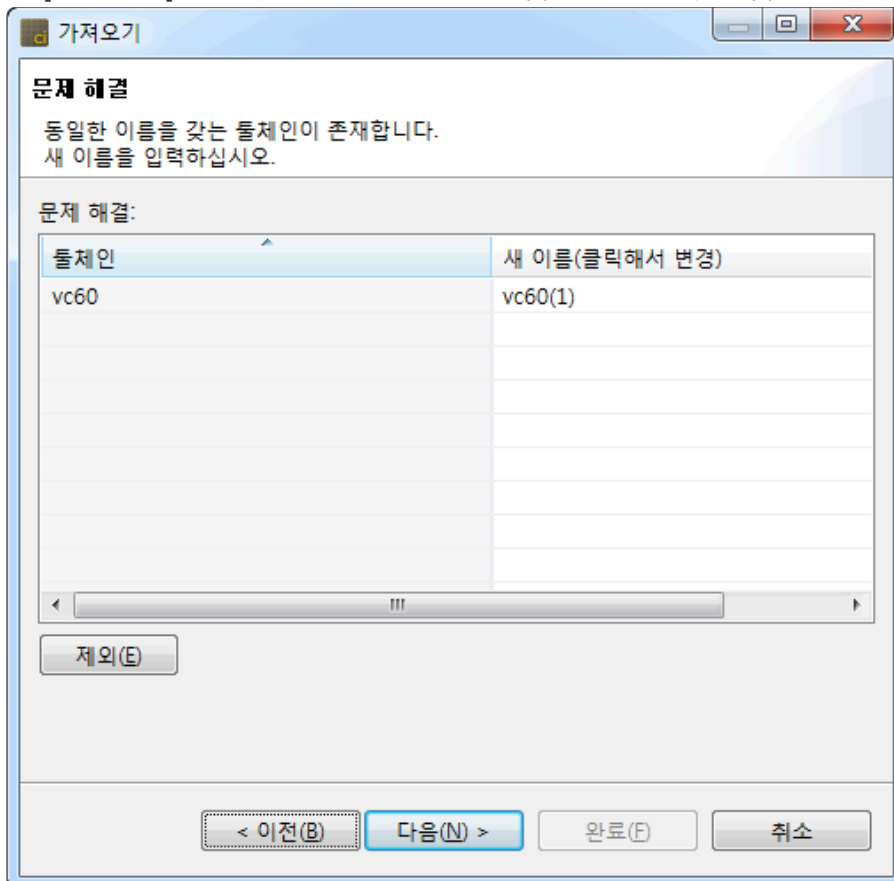 가져오기
문제 해결
동일한 이름을 갖는 툴체인이 존재합니다.
새 이름을 입력하십시오.
문제 해결:
툴체인 새 이름(클릭해서 변경)
vc60 vc60(1)
제외(E)
< 이전(B) 다음(N) > 완료(F) 취소